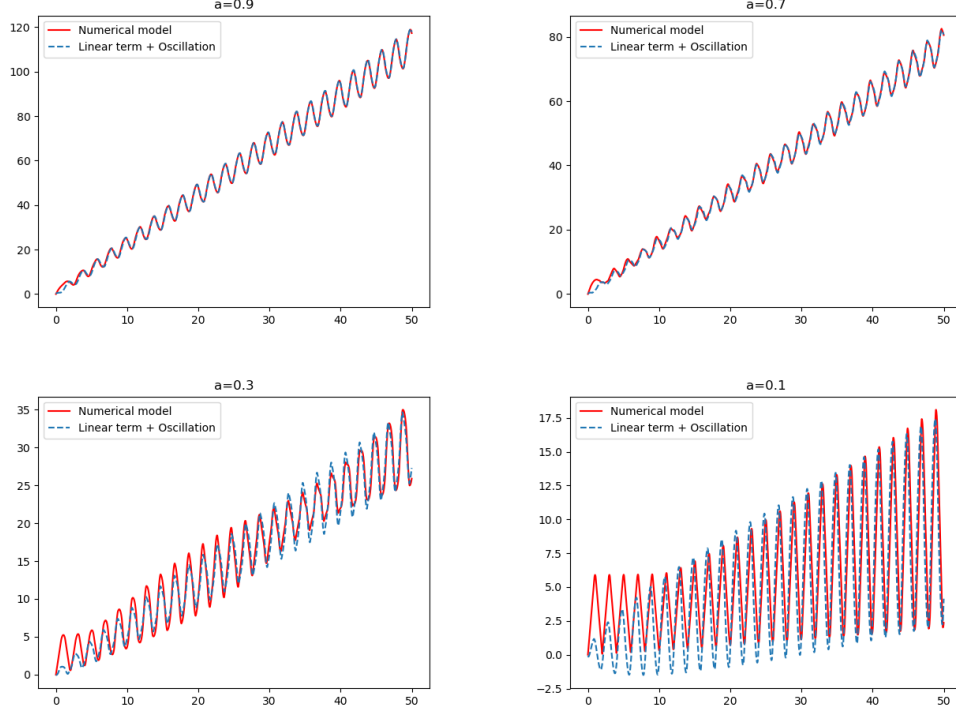 a=0.9
120
100
80
60
40
20
0
0 10 20 30 40 50
Numerical model
Linear term + Oscillation
a=0.7
80
60
40
20
0
0 10 20 30 40 50
Numerical model
Linear term + Oscillation
a=0.3
35
30
25
20
15
10
5
0
0 10 20 30 40 50
Numerical model
Linear term + Oscillation
a=0.1
17.5
15.0
12.5
10.0
7.5
5.0
2.5
0.0
−2.5
0 10 20 30 40 50
Numerical model
Linear term + Oscillation